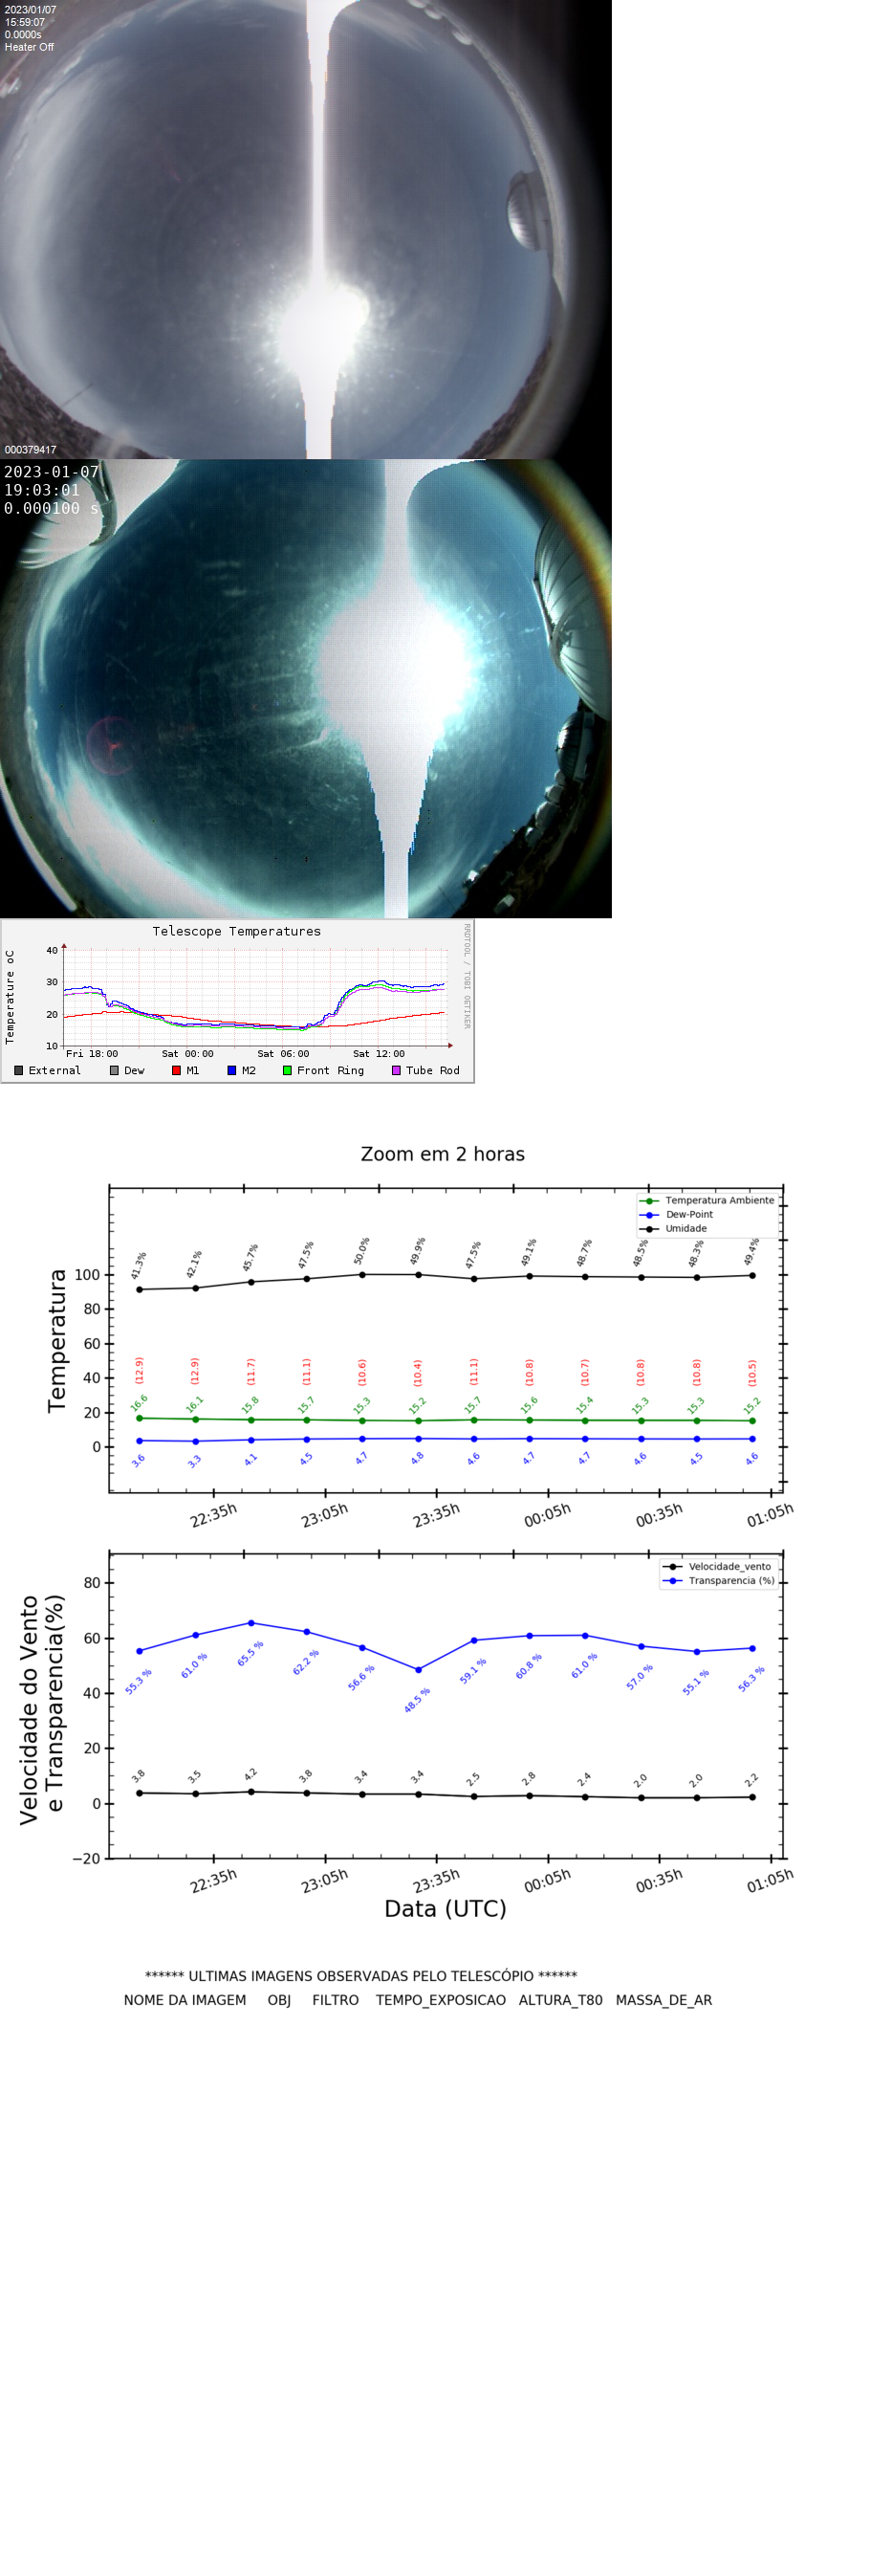 2023/01/07
15:59:07
0.0000s
Heater Off
000379417
2023-01-07
19:03:01
0.000100 s
Telescope Temperatures
RRDTOOL / TOBI OETIKER
Temperature oC
40
30
20
10
Fri 18:00 Sat 00:00 Sat 06:00 Sat 12:00
External Dew M1 M2 Front Ring Tube Rod
Zoom em 2 horas
Temperatura Ambiente
Dew-Point
Umidade
Temperatura
100
80
60
40
20
0
41.3% 42.1% 45.7% 47.5% 50.0% 49.9% 47.5% 49.1% 48.7% 48.5% 48.3% 49.4%
(12.9) (12.9) (11.7) (11.1) (10.6) (10.4) (11.1) (10.8) (10.7) (10.8) (10.8) (10.5)
16.6 16.1 15.8 15.7 15.3 15.2 15.7 15.6 15.4 15.3 15.3 15.2
3.6 3.3 4.1 4.5 4.7 4.8 4.6 4.7 4.7 4.6 4.5 4.6
22:35h 23:05h 23:35h 00:05h 00:35h 01:05h
Velocidade_vento
Transparencia (%)
Velocidade do Vento
e Transparencia(%)
80
60
40
20
0
−20
55.3 % 61.0 % 65.5 % 62.2 % 56.6 % 48.5 % 59.1 % 60.8 % 61.0 % 57.0 % 55.1 % 56.3 %
3.8 3.5 4.2 3.8 3.4 3.4 2.5 2.8 2.4 2.0 2.0 2.2
22:35h 23:05h 23:35h 00:05h 00:35h 01:05h
Data (UTC)
****** ULTIMAS IMAGENS OBSERVADAS PELO TELESCÓPIO ******
NOME DA IMAGEM OBJ FILTRO TEMPO_EXPOSICAO ALTURA_T80 MASSA_DE_AR